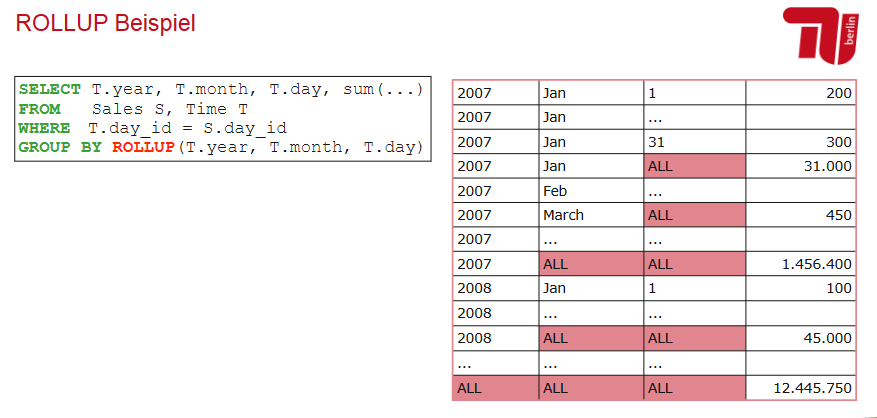 ROLLUP Beispiel
berlin
SELECT T.year, T.month, T.day, sum(...)
FROM Sales S, Time T
WHERE T.day_id = S.day_id
GROUP BY ROLLUP(T.year, T.month, T.day)
2007 Jan 1 200
2007 Jan ...
2007 Jan 31 300
2007 Jan ALL 31.000
2007 Feb ...
2007 March ALL 450
2007 ... ...
2007 ALL ALL 1.456.400
2008 Jan 1 100
2008 ... ...
2008 ALL ALL 45.000
... ... ...
ALL ALL ALL 12.445.750